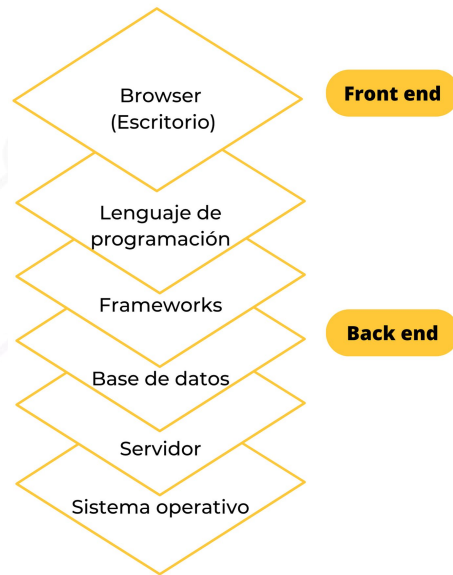 Browser
(Escritorio)
Front end
Lenguaje de
programación
Frameworks
Back end
Base de datos
Servidor
Sistema operativo